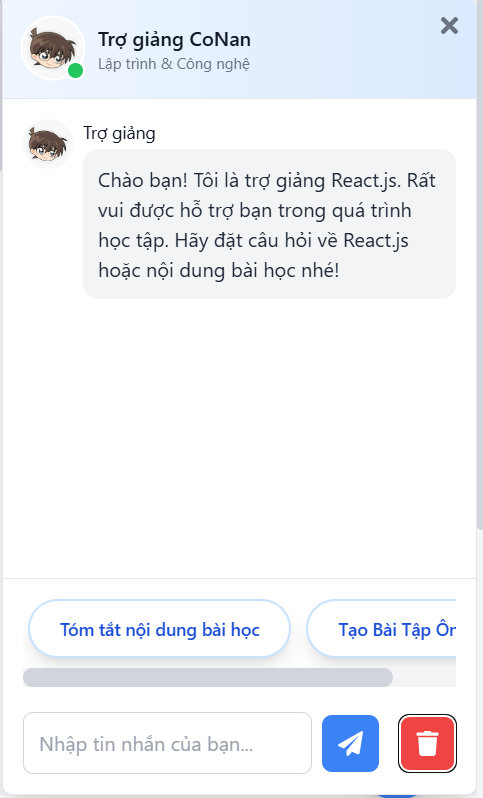 Trợ giảng CoNan
Lập trình & Công nghệ
Trợ giảng
Chào bạn! Tôi là trợ giảng React.js. Rất
vui được hỗ trợ bạn trong quá trình
học tập. Hãy đặt câu hỏi về React.js
hoặc nội dung bài học nhé!
Tóm tắt nội dung bài học
Tạo Bài Tập Ôn
Nhập tin nhắn của bạn...